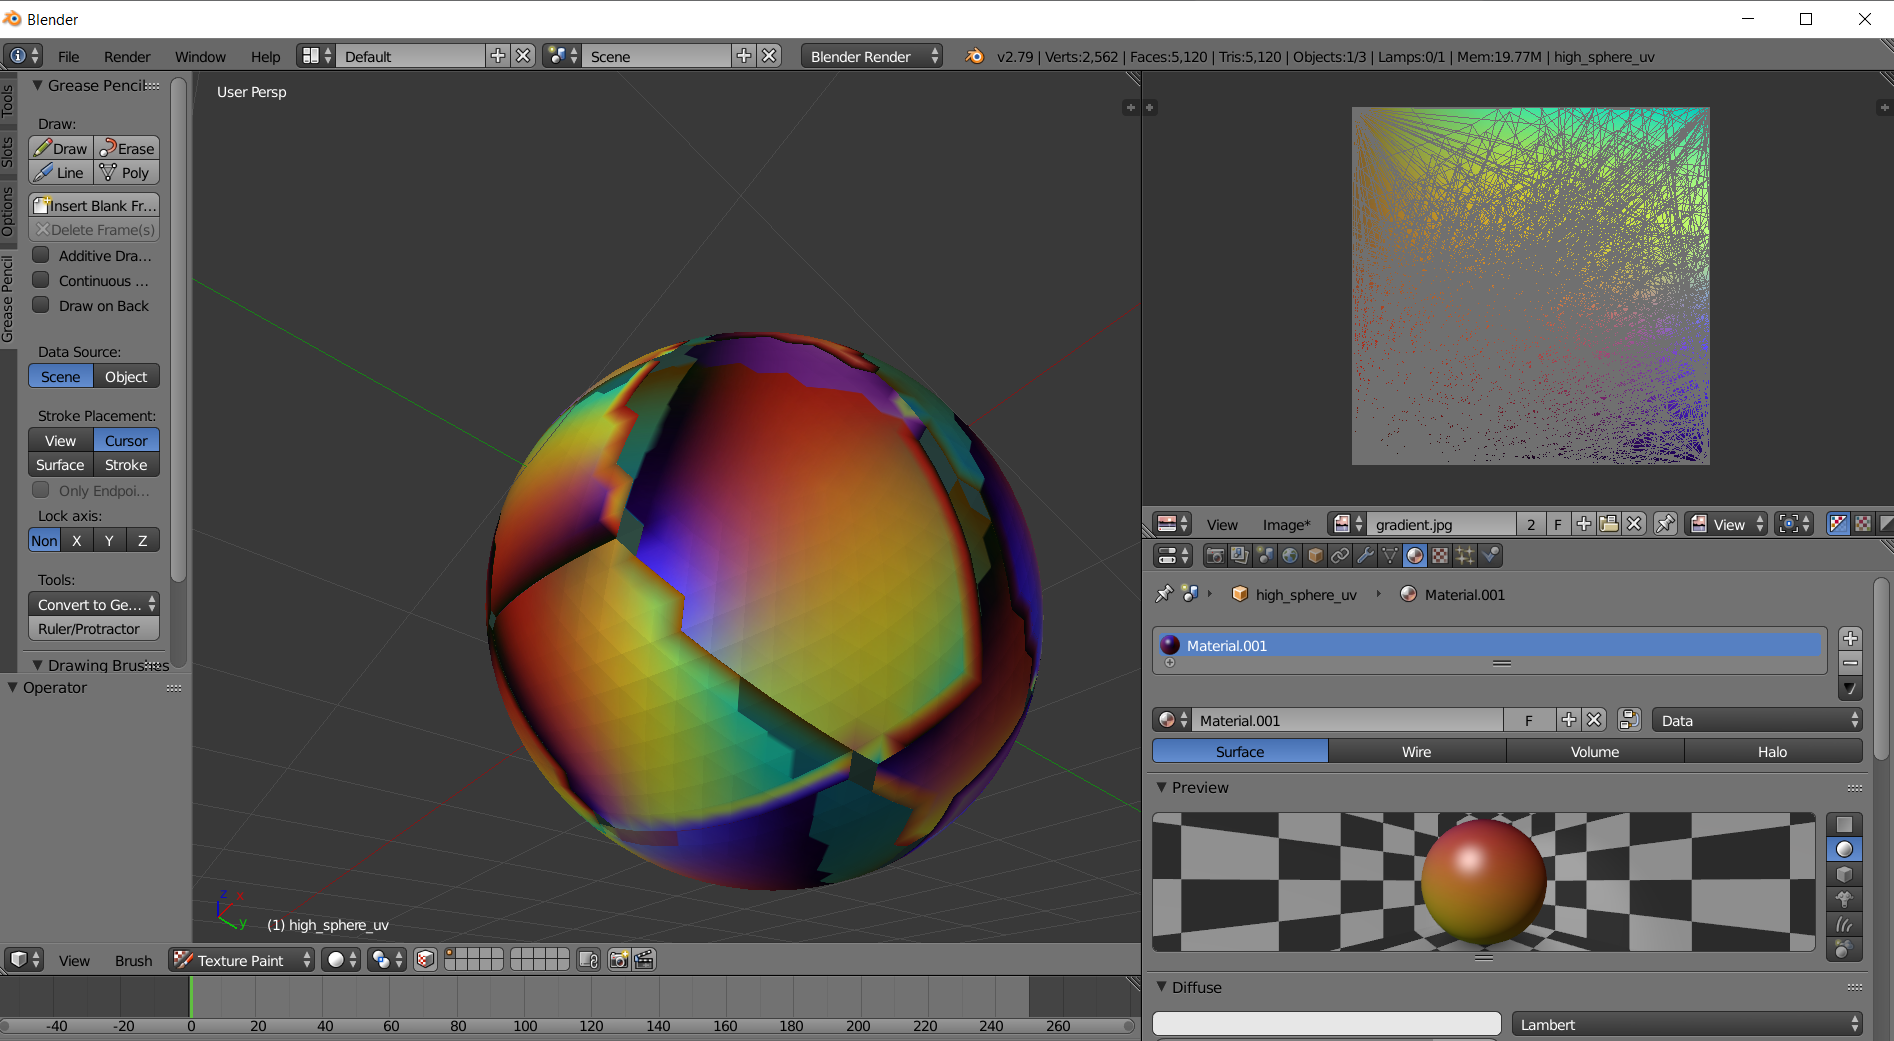 Blender
File Render Window Help Default Scene Blender Render v2.79 | Verts:2,562 | Faces:5,120 | Tris:5,120 | Objects:1/3 | Lamps:0/1 | Mem:19.77M | high_sphere_uv
Tools
Slots
Options
Grease Pencil
Grease Pencil
Draw:
Draw Erase
Line Poly
Insert Blank Fr...
Delete Frame(s)
Additive Dra...
Continuous ...
Draw on Back
Data Source:
Scene Object
Stroke Placement:
View Cursor
Surface Stroke
Only Endpoi...
Lock axis:
Non X Y Z
Tools:
Convert to Ge...
Ruler/Protractor
Drawing Brushes
Operator
User Persp
z x
y
(1) high_sphere_uv
View Brush Texture Paint
-40 -20 0 20 40 60 80 100 120 140 160 180 200 220 240 260
View Image* gradient.jpg 2 F View
high_sphere_uv Material.001
Material.001
Material.001 F Data
Surface Wire Volume Halo
Preview
Diffuse
Lambert